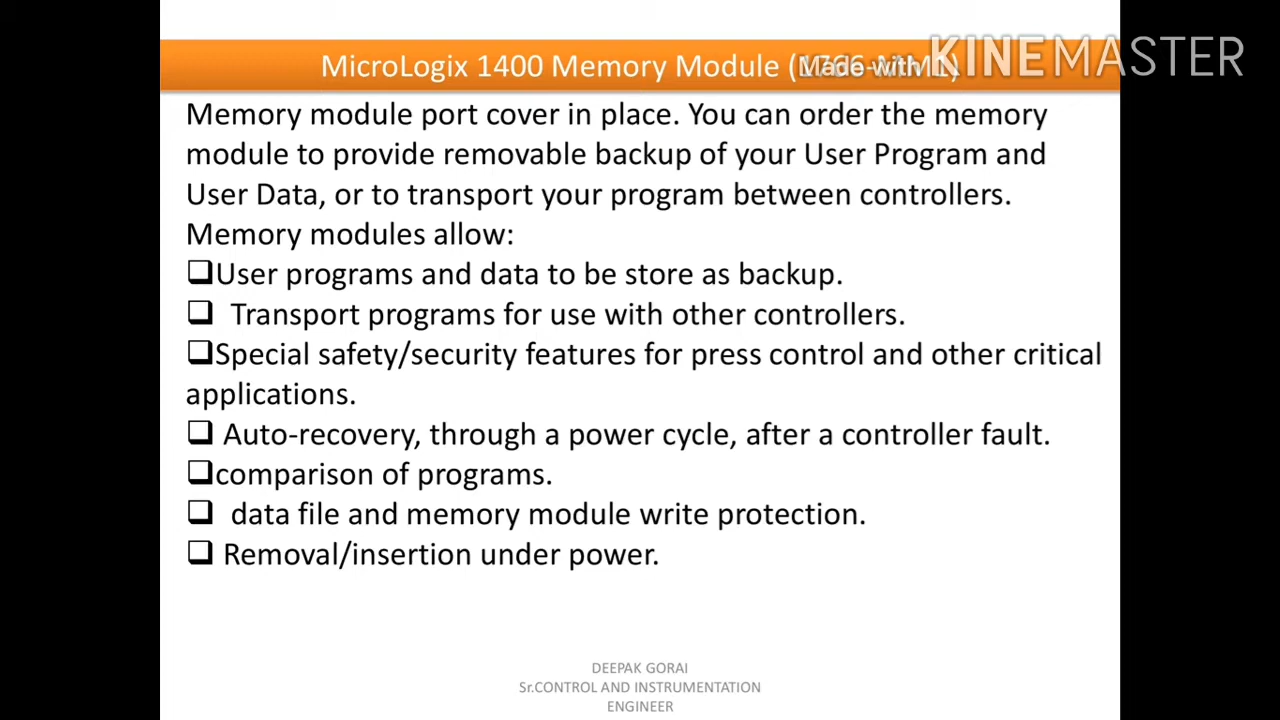 MicroLogix 1400 Memory Module (
Made with KINEMASTER
Memory module port cover in place. You can order the memory
module to provide removable backup of your User Program and
User Data, or to transport your program between controllers.
Memory modules allow:
❑User programs and data to be store as backup.
❑ Transport programs for use with other controllers.
❑Special safety/security features for press control and other critical
applications.
❑ Auto-recovery, through a power cycle, after a controller fault.
❑comparison of programs.
❑ data file and memory module write protection.
❑ Removal/insertion under power.
DEEPAK GORAI
Sr.CONTROL AND INSTRUMENTATION
ENGINEER